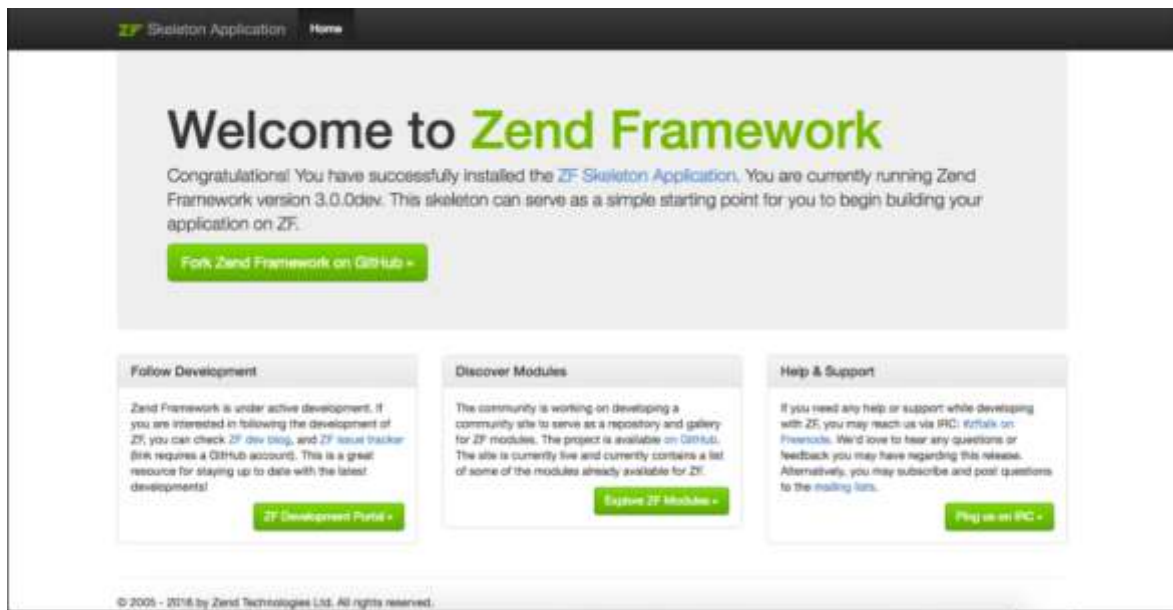 ZF Skeleton Application Home
Welcome to Zend Framework
Congratulations! You have successfully installed the ZF Skeleton Application. You are currently running Zend
Framework version 3.0.0dev. This skeleton can serve as a simple starting point for you to begin building your
application on ZF.
Fork Zend Framework on GitHub »
Follow Development
Zend Framework is under active development. If
you are interested in following the development of
ZF, you can check ZF dev blog, and ZF issue tracker
(link requires a GitHub account). This is a great
resource for staying up to date with the latest
developments!
ZF Development Portal »
Discover Modules
The community is working on developing a
community site to serve as a repository and gallery
for ZF modules. The project is available on GitHub.
The site is currently live and currently contains a list
of some of the modules already available for ZF.
Explore ZF Modules »
Help & Support
If you need any help or support while developing
with ZF, you may reach us via IRC: #zftalk on
Freenode. We'd love to hear any questions or
feedback you may have regarding this release.
Alternatively, you may subscribe and post questions
to the mailing lists.
Ping us on IRC »
© 2005 - 2016 by Zend Technologies Ltd. All rights reserved.